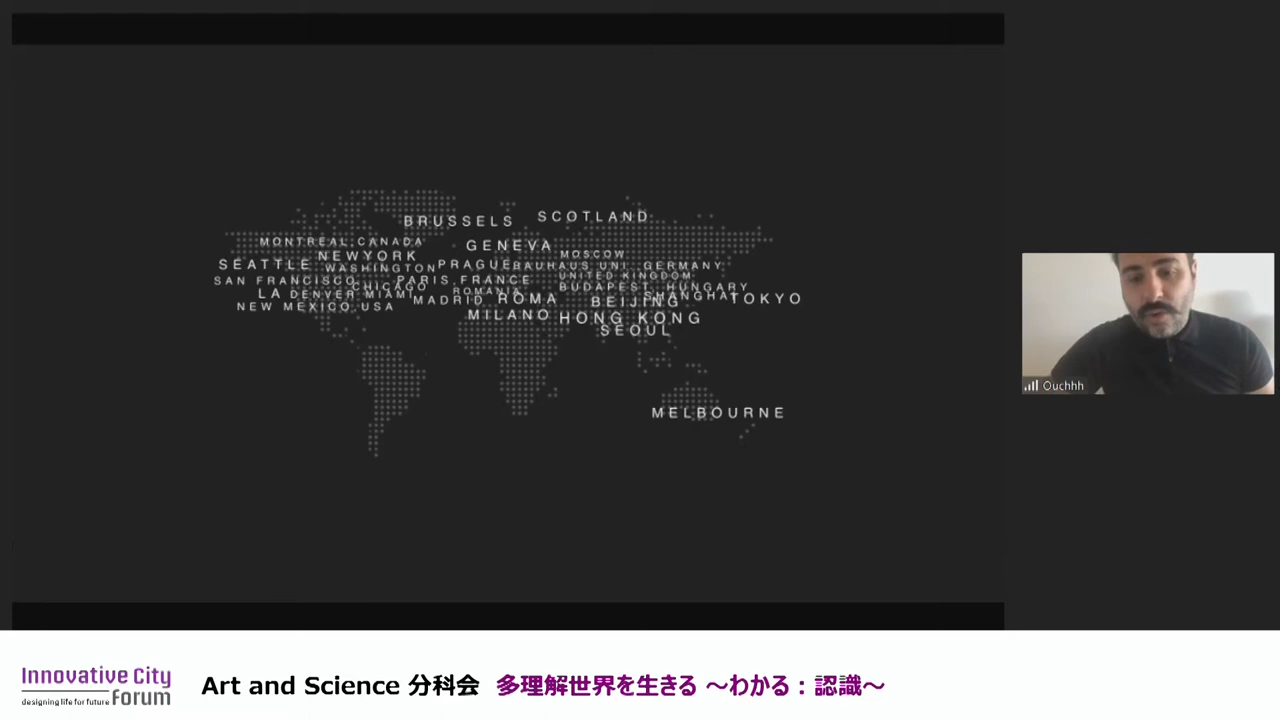 BRUSSELS
SCOTLAND
MONTREAL,CANADA
GENEVA
NEWYORK
MOSCOW
SEATTLE
WASHINGTON
PRAGUE
BAUHAUS UNI. GERMANY
SAN FRANCISCO
CHICAGO
PARIS,FRANCE
UNITED KINGDOM
BUDAPEST, HUNGARY
LA
DENVER
MIAMI
MADRID
ROMANIA
ROMA
BEIJING
SHANGHAI
TOKYO
NEW MEXICO,USA
MILANO
HONG KONG
SEOUL
MELBOURNE
Ouchhh
Innovative City
Forum
designing life for future
Art and Science 分科会 多理解世界を生きる ～わかる：認識～